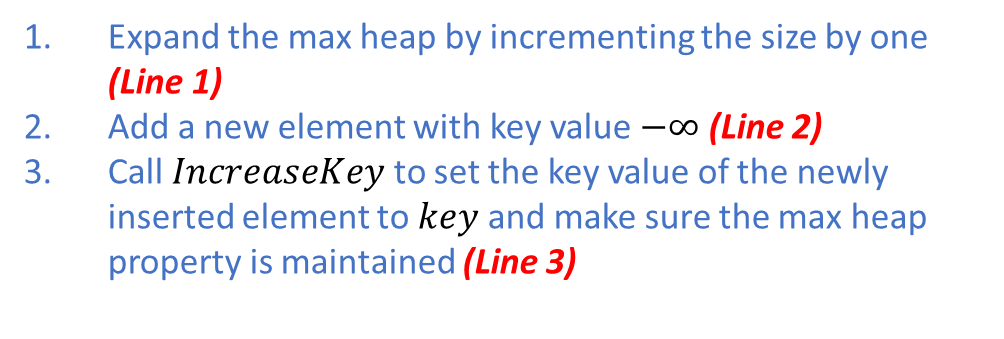 1. Expand the max heap by incrementing the size by one
(Line 1)
2. Add a new element with key value −∞ (Line 2)
3. Call IncreaseKey to set the key value of the newly
inserted element to key and make sure the max heap
property is maintained (Line 3)